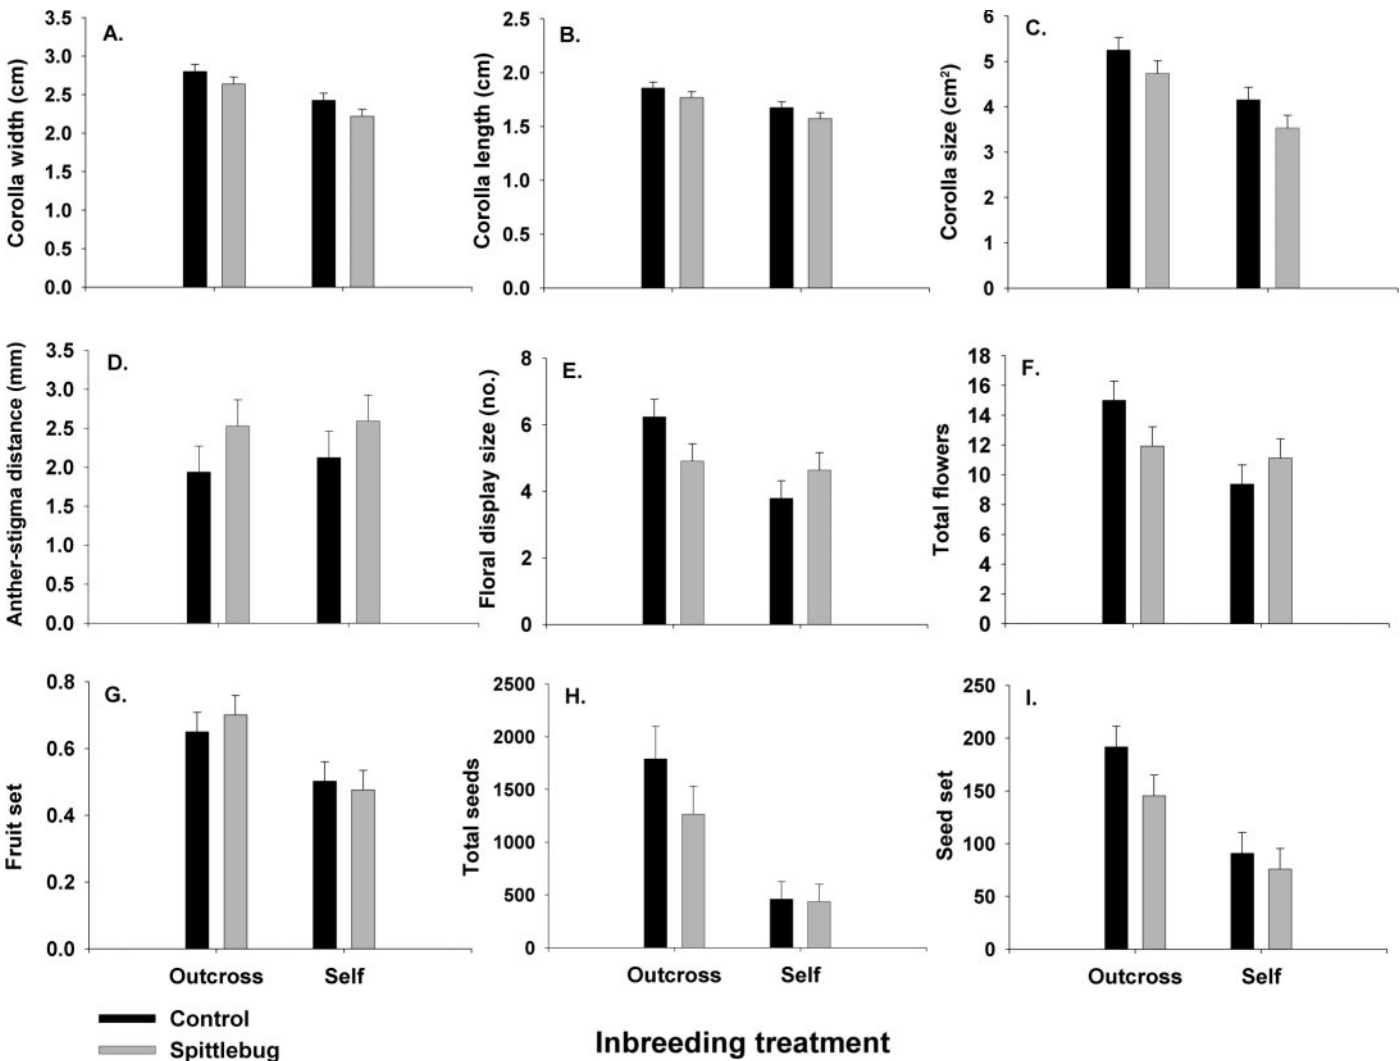 A.
Corolla width (cm)
3.5
3.0
2.5
2.0
1.5
1.0
0.5
0.0
B.
Corolla length (cm)
2.5
2.0
1.5
1.0
0.5
0.0
C.
Corolla size (cm²)
6
5
4
3
2
1
0
D.
Anther-stigma distance (mm)
3.5
3.0
2.5
2.0
1.5
1.0
0.5
0.0
E.
Floral display size (no.)
8
6
4
2
0
F.
Total flowers
18
16
14
12
10
8
6
4
2
0
G.
Fruit set
0.8
0.6
0.4
0.2
0.0
Outcross Self
H.
Total seeds
2500
2000
1500
1000
500
0
Outcross Self
I.
Seed set
250
200
150
100
50
0
Outcross Self
Control
Spittlebug
Inbreeding treatment